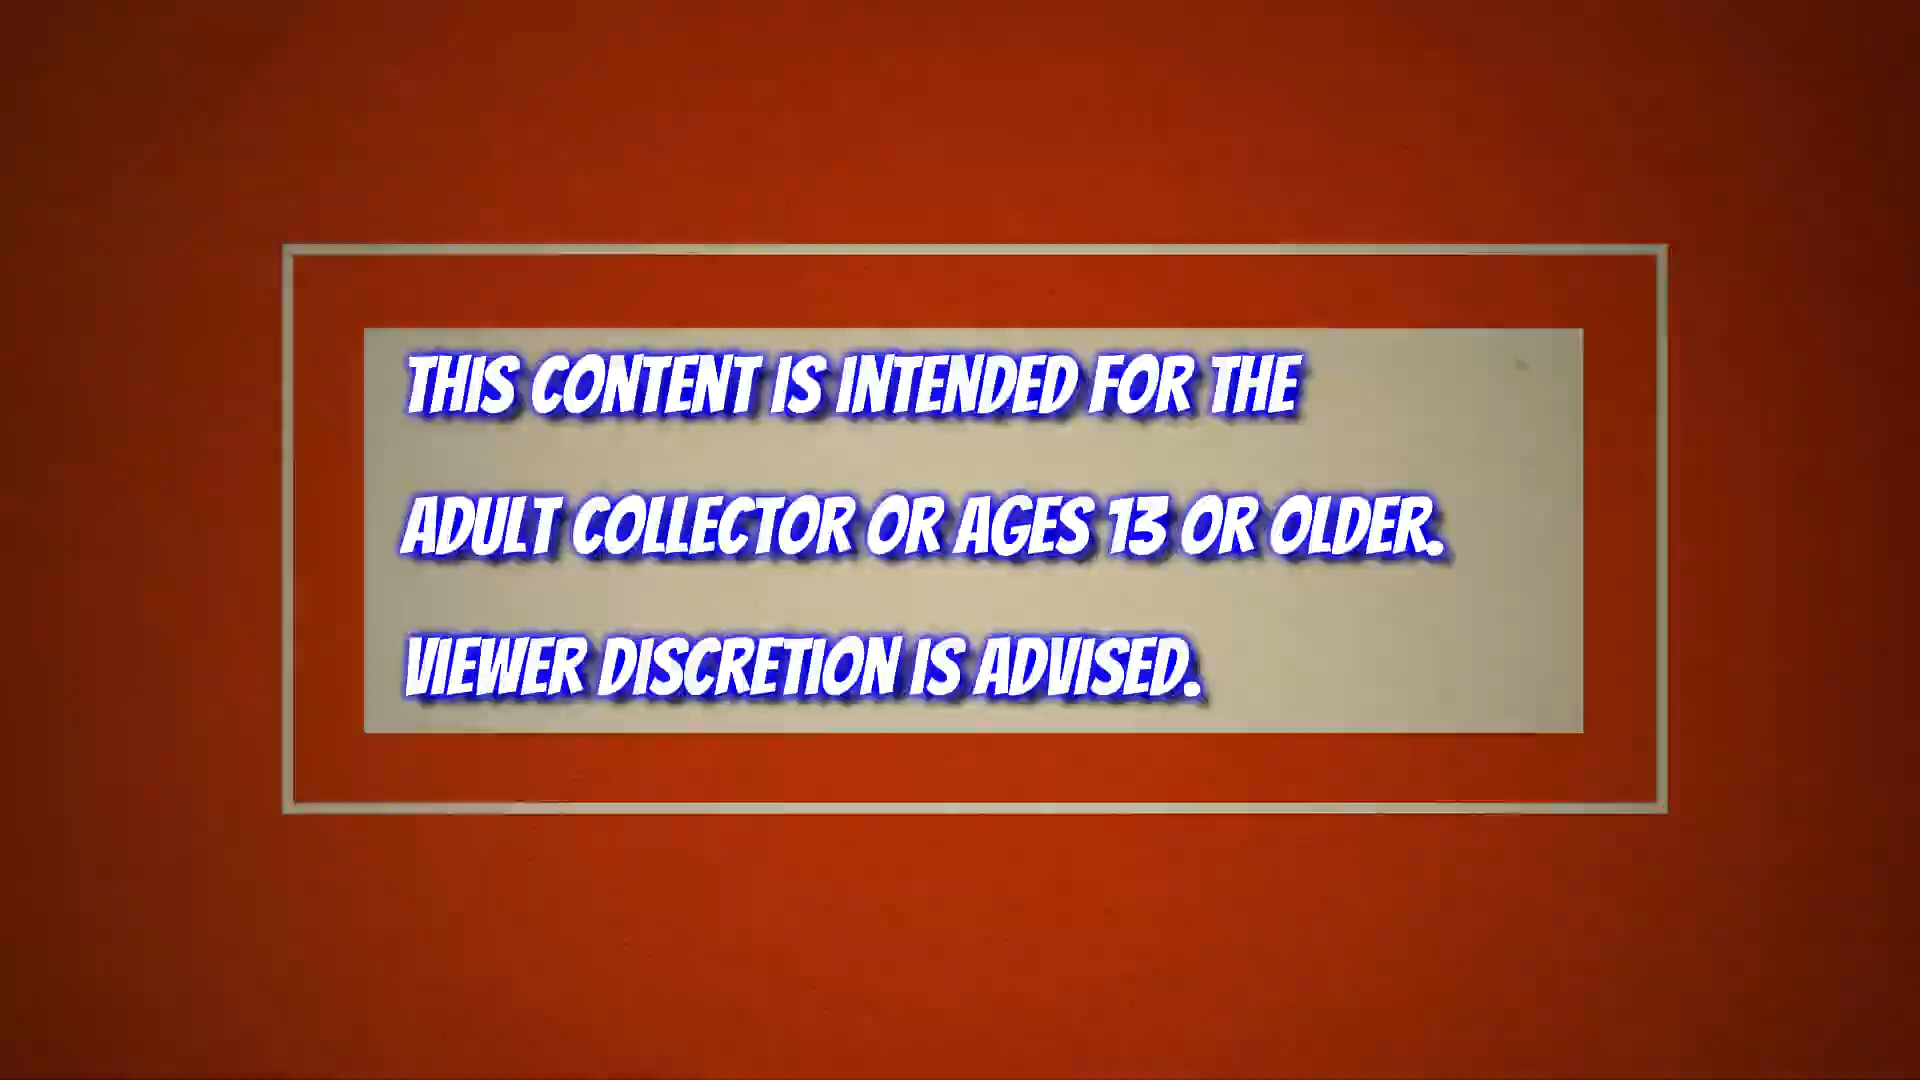 THIS CONTENT IS INTENDED FOR THE
ADULT COLLECTOR OR AGES 13 OR OLDER.
VIEWER DISCRETION IS ADVISED.